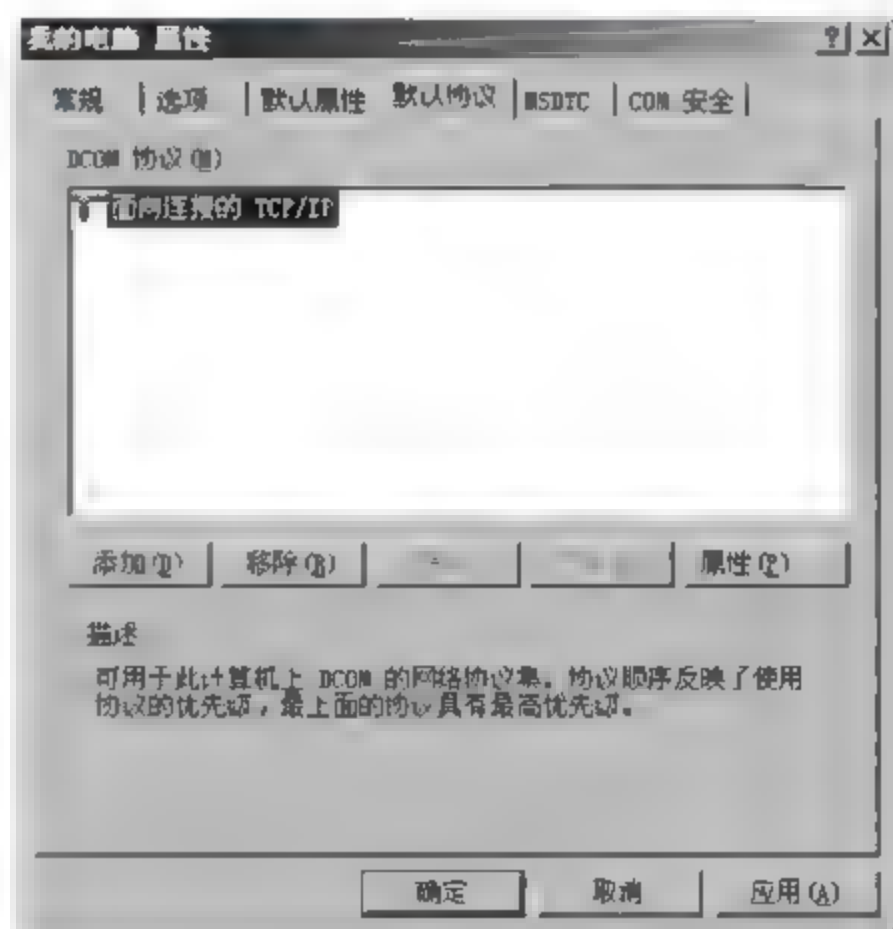 我的电脑 属性
常规 选项 默认属性 默认协议 MSDTC COM 安全
DCOM 协议(M)
面向连接的 TCP/IP
添加(D) 移除(R) 属性(P)
描述
可用于此计算机上 DCOM 的网络协议集。协议顺序反映了使用
协议的优先级,最上面的协议具有最高优先级。
确定 取消 应用(A)